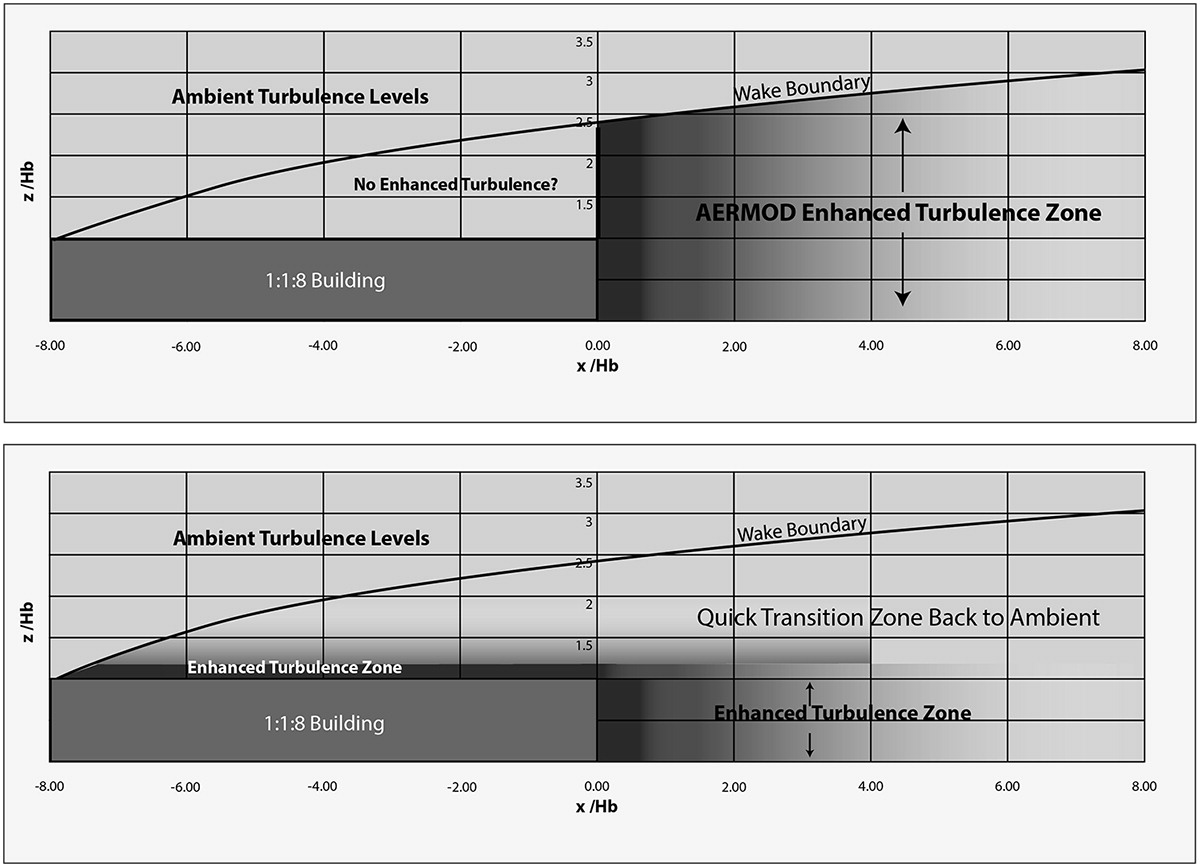 3.5
3
Wake Boundary
Ambient Turbulence Levels
2.5
2
No Enhanced Turbulence?
1.5
AERMOD Enhanced Turbulence Zone
z /Hb
1:1:8 Building
-8.00 -6.00 -4.00 -2.00 0.00 2.00 4.00 6.00 8.00
x /Hb
3.5
3
Wake Boundary
Ambient Turbulence Levels
2.5
2
Quick Transition Zone Back to Ambient
1.5
Enhanced Turbulence Zone
z /Hb
Enhanced Turbulence Zone
1:1:8 Building
-8.00 -6.00 -4.00 -2.00 0.00 2.00 4.00 6.00 8.00
x /Hb